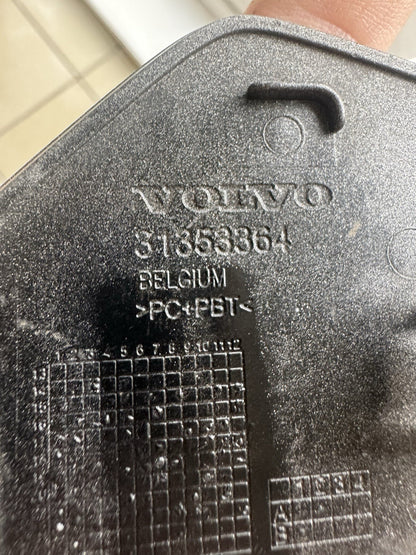 VOLVO
31353364
BELGIUM
>PC+PBT<
1 2 3 4 5 6 7 8 9 10 11 12
A
B